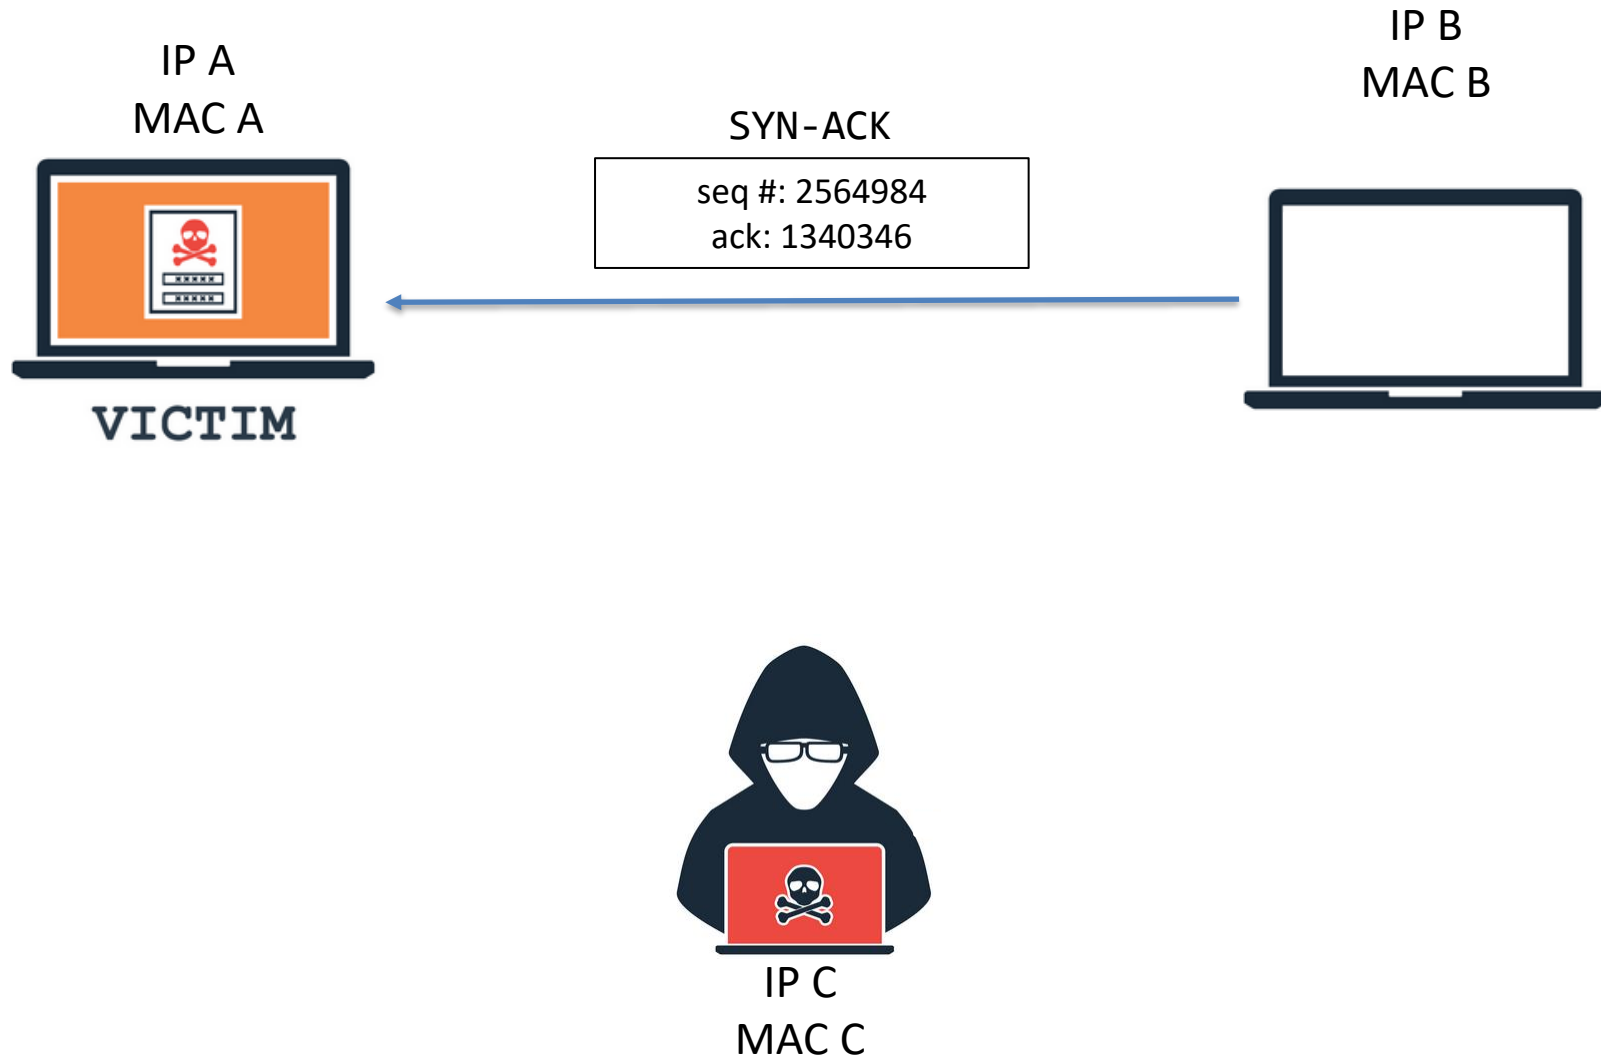 IP A
MAC A
IP B
MAC B
SYN-ACK
seq #: 2564984
ack: 1340346
×××××
×××××
VICTIM
IP C
MAC C